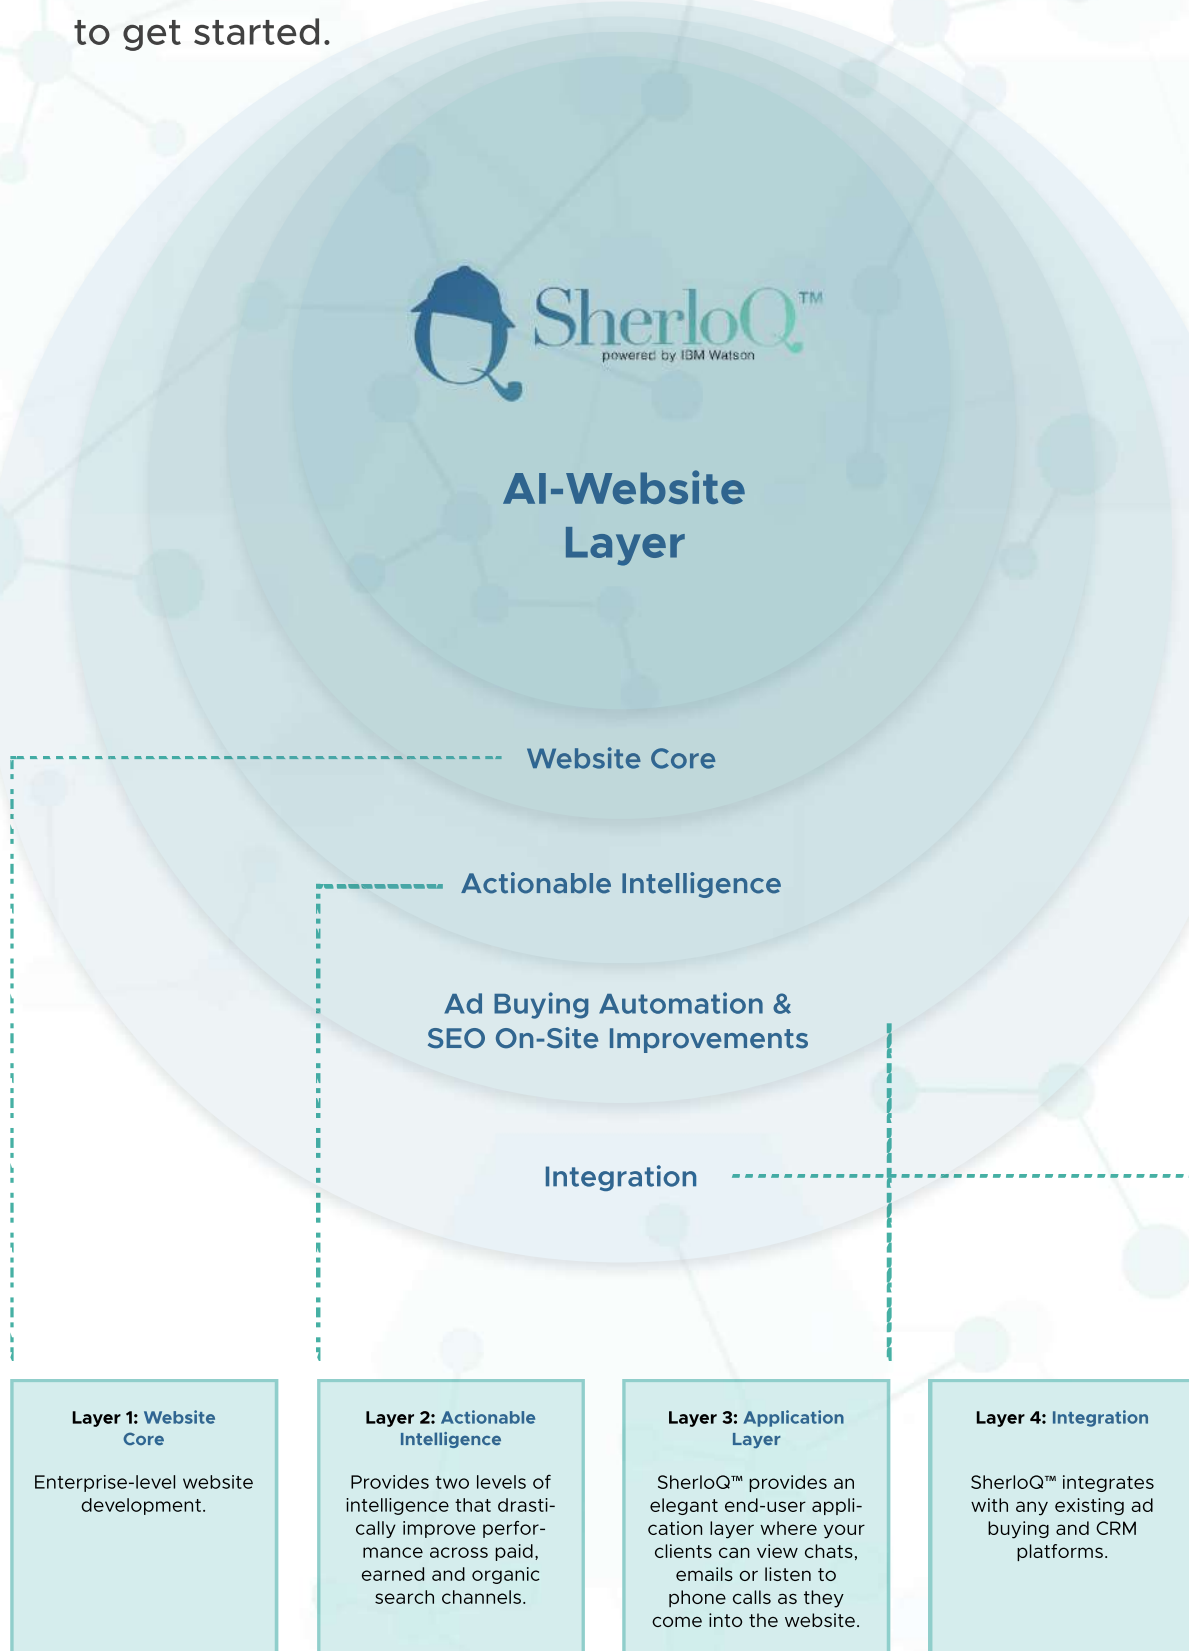 to get started.
SherloQ™
powered by IBM Watson
AI-Website
Layer
Website Core
Actionable Intelligence
Ad Buying Automation &
SEO On-Site Improvements
Integration
Layer 1: Website
Core
Enterprise-level website
development.
Layer 2: Actionable
Intelligence
Provides two levels of
intelligence that drasti-
cally improve perfor-
mance across paid,
earned and organic
search channels.
Layer 3: Application
Layer
SherloQ™ provides an
elegant end-user appli-
cation layer where your
clients can view chats,
emails or listen to
phone calls as they
come into the website.
Layer 4: Integration
SherloQ™ integrates
with any existing ad
buying and CRM
platforms.